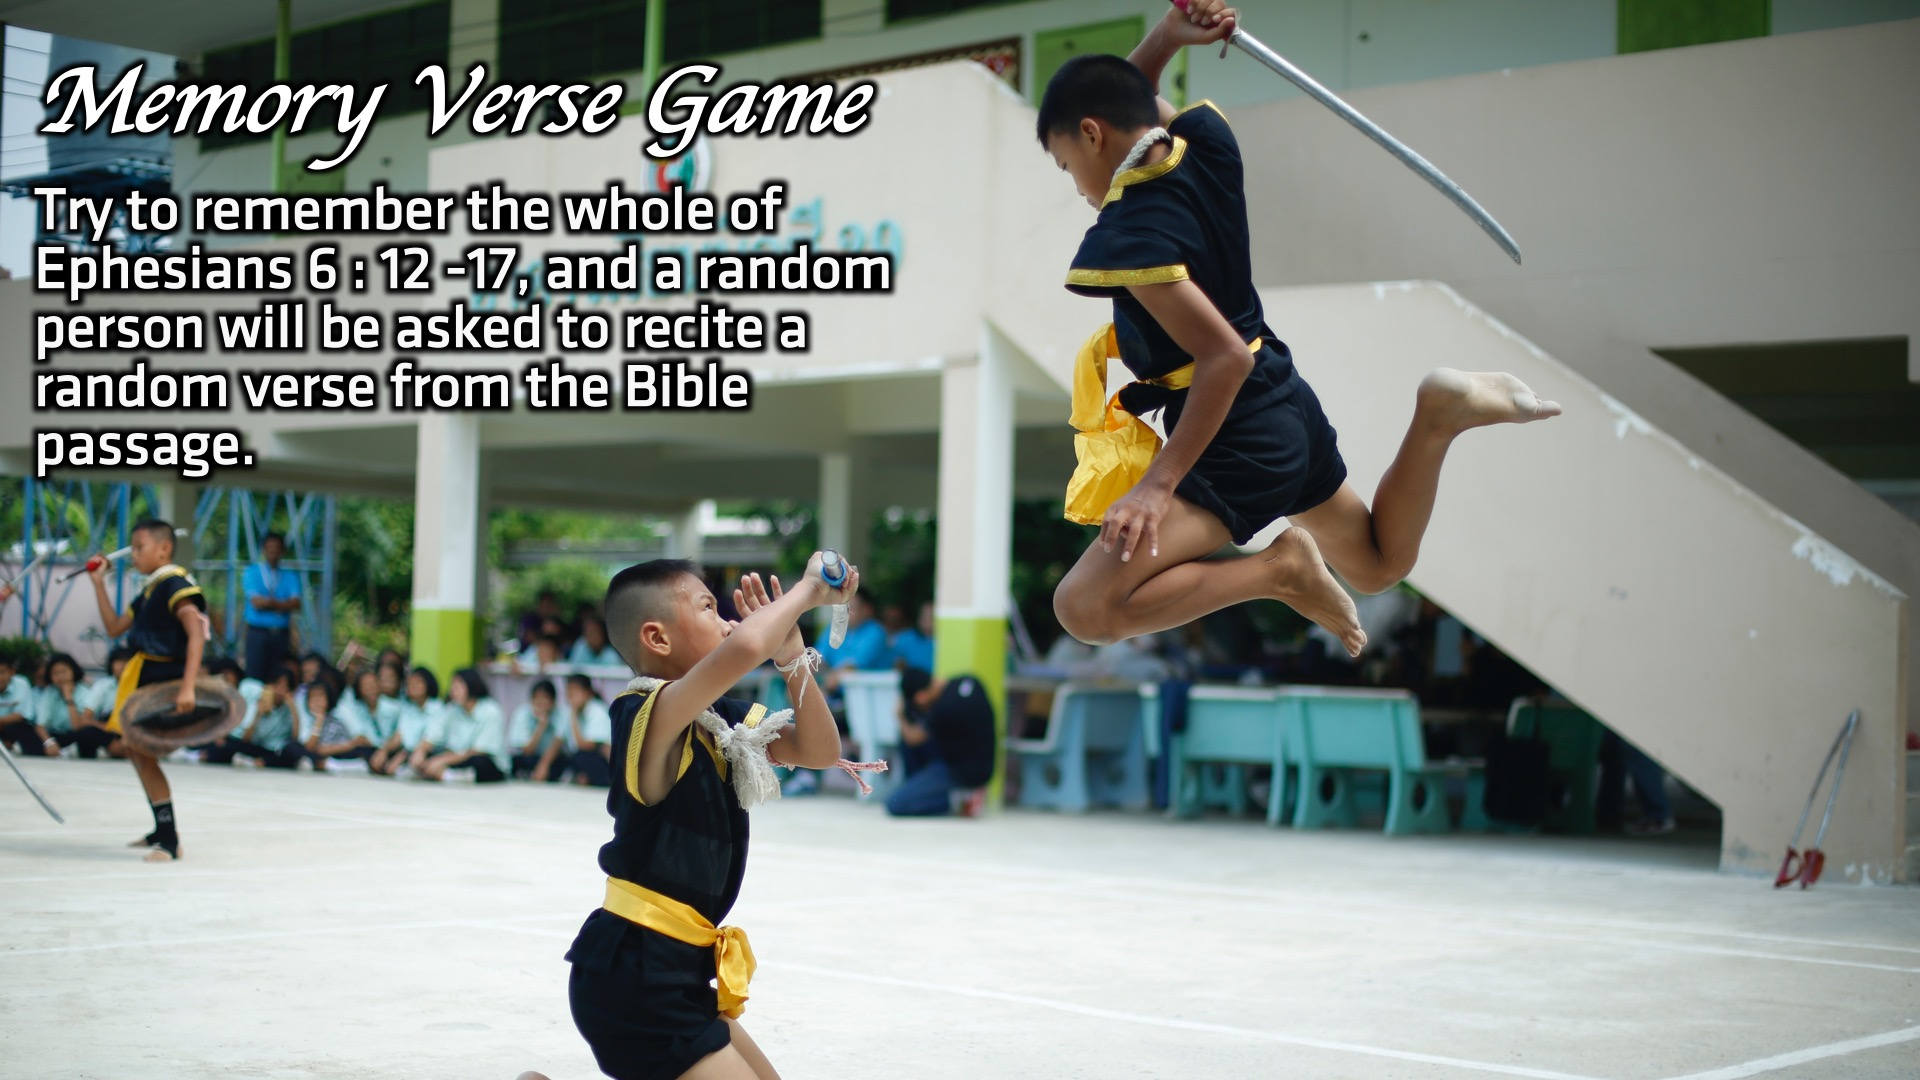 Memory Verse Game
Try to remember the whole of
Ephesians 6 : 12 -17, and a random
person will be asked to recite a
random verse from the Bible
passage.